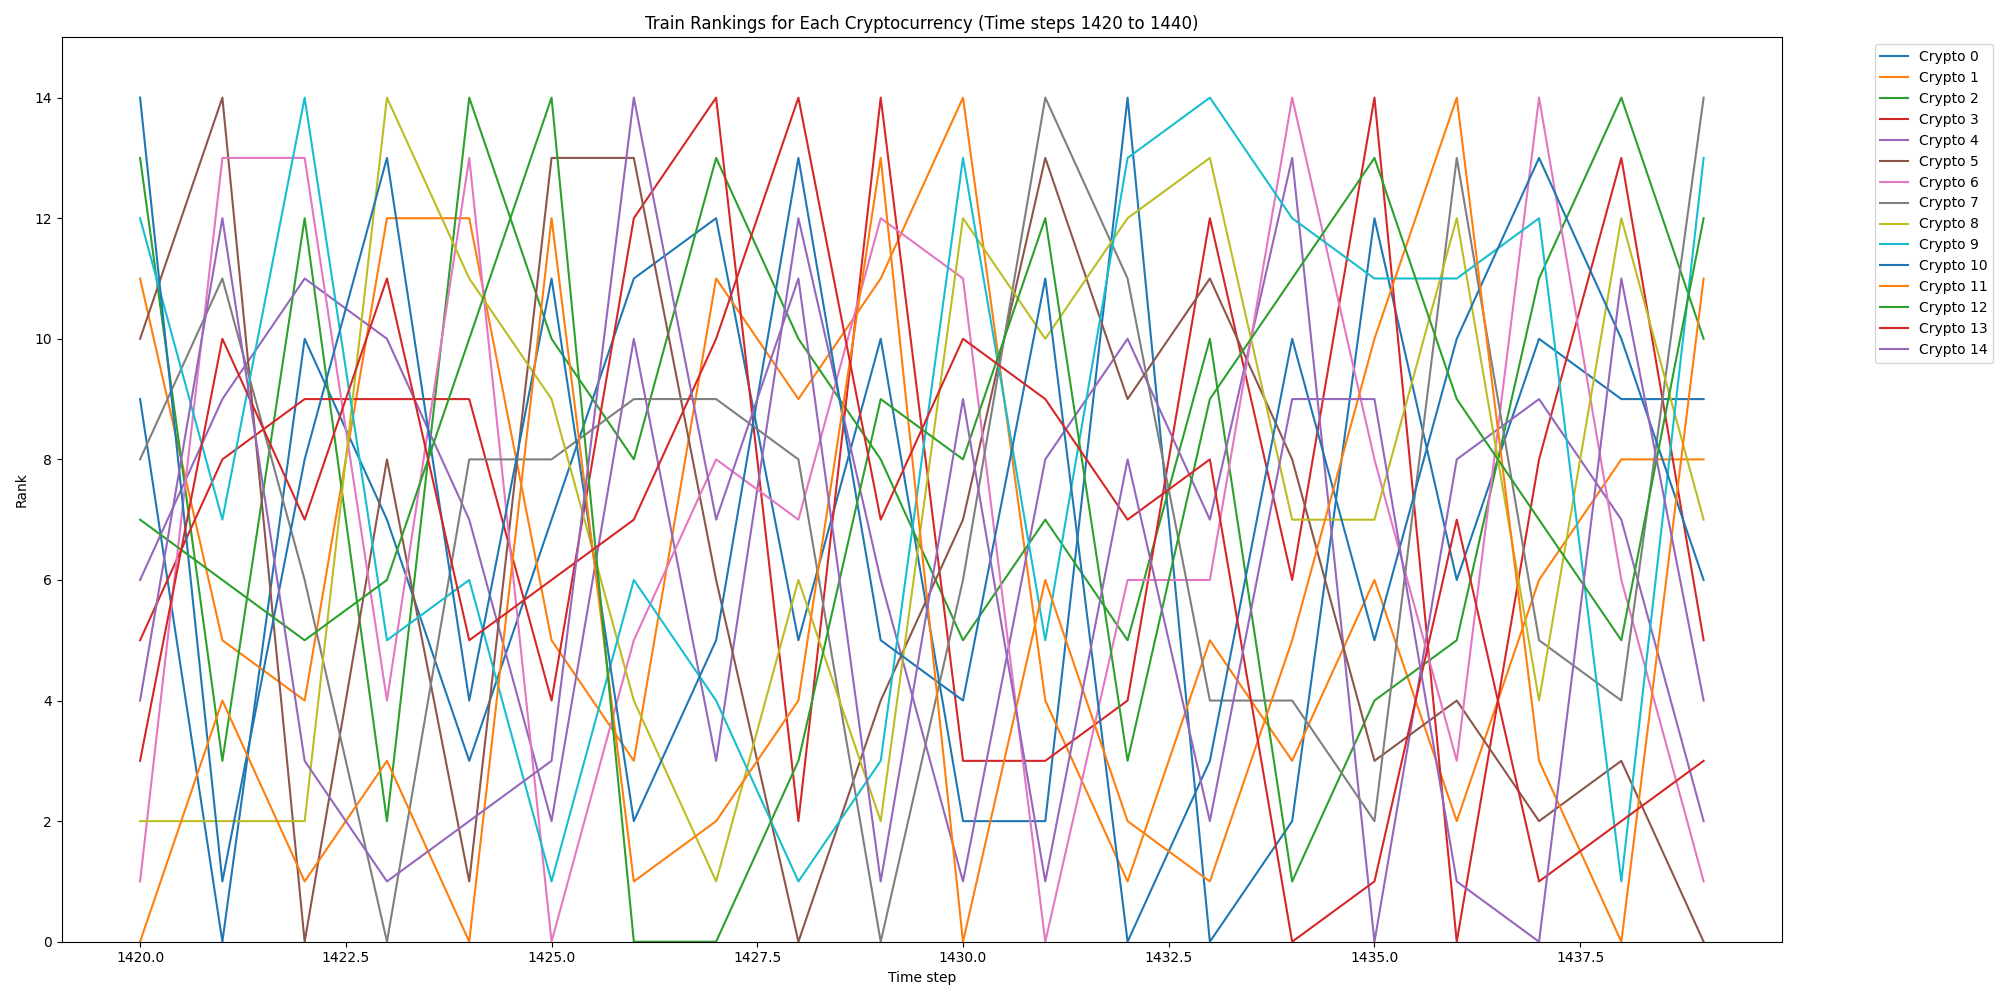 Train Rankings for Each Cryptocurrency (Time steps 1420 to 1440)
14
12
10
8
6
4
2
0
Rank
1420.0 1422.5 1425.0 1427.5 1430.0 1432.5 1435.0 1437.5
Time step
Crypto 0
Crypto 1
Crypto 2
Crypto 3
Crypto 4
Crypto 5
Crypto 6
Crypto 7
Crypto 8
Crypto 9
Crypto 10
Crypto 11
Crypto 12
Crypto 13
Crypto 14